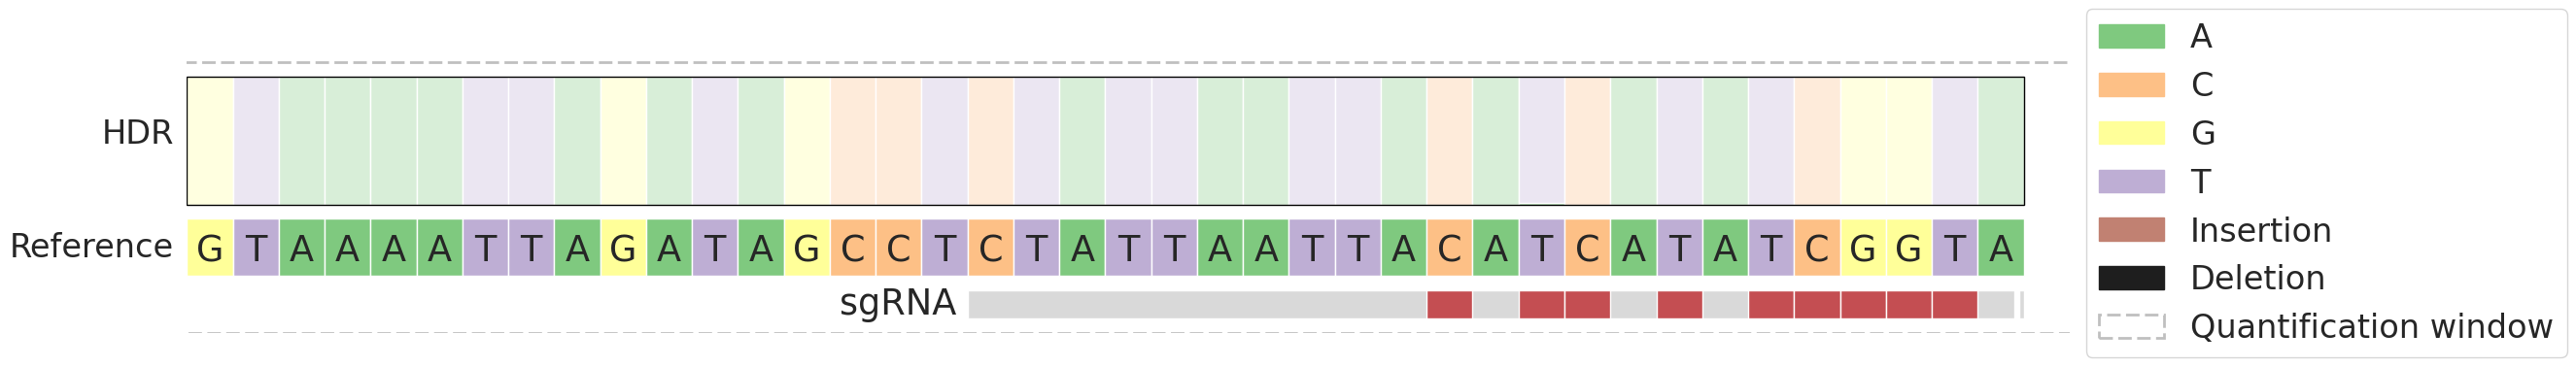 HDR
Reference G T A A A A T T A G A T A G C C T C T A T T A A T T A C A T C A T A T C G G T A
sgRNA
A
C
G
T
Insertion
Deletion
Quantification window